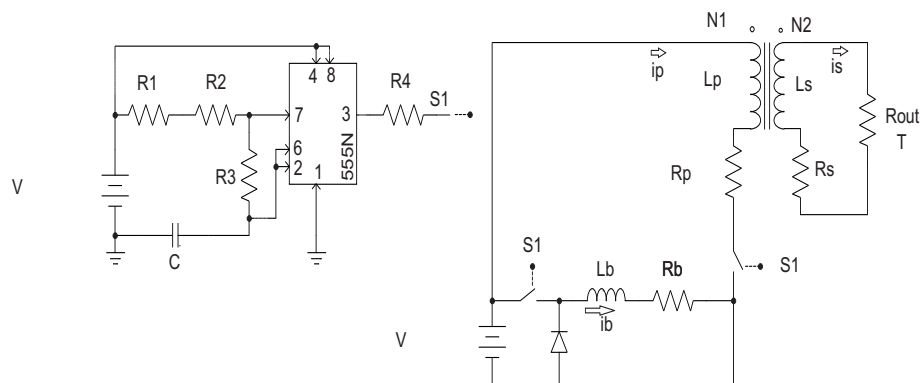 N1
N2
ip
Lp
Ls
is
Rout
T
Rp
Rs
R1
R2
R3
4 8
7
6
2
1
3
555N
R4
S1
V
C
S1
Lb
Rb
ib
S1
V